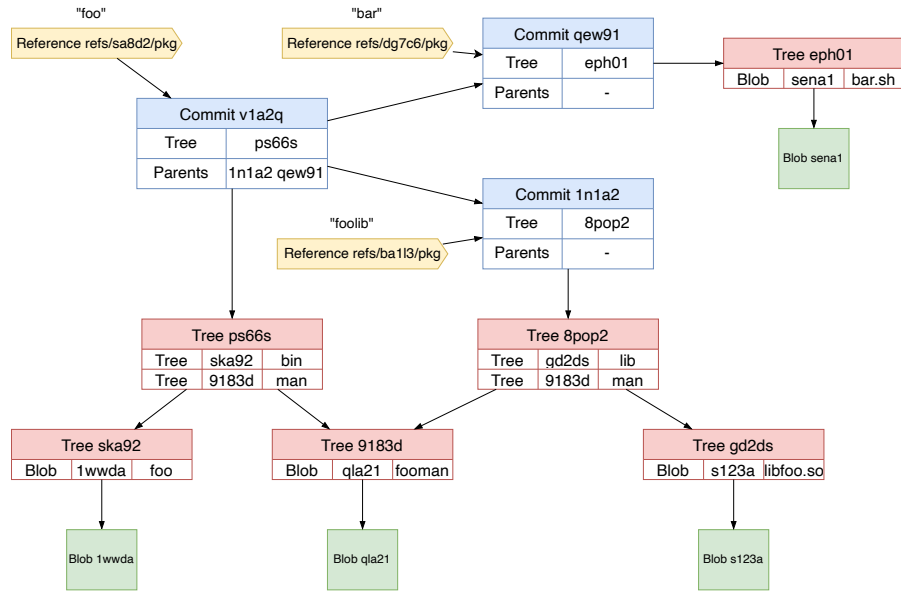 "foo"
Reference refs/sa8d2/pkg
"bar"
Reference refs/dg7c6/pkg
Commit qew91
Tree eph01
Parents -
Tree eph01
Blob sena1 bar.sh
Blob sena1
Commit v1a2q
Tree ps66s
Parents 1n1a2 qew91
"foolib"
Reference refs/ba1l3/pkg
Commit 1n1a2
Tree 8pop2
Parents -
Tree ps66s
Tree ska92 bin
Tree 9183d man
Tree 8pop2
Tree gd2ds lib
Tree 9183d man
Tree ska92
Blob 1wwda foo
Tree 9183d
Blob qla21 fooman
Tree gd2ds
Blob s123a libfoo.so
Blob 1wwda
Blob qla21
Blob s123a